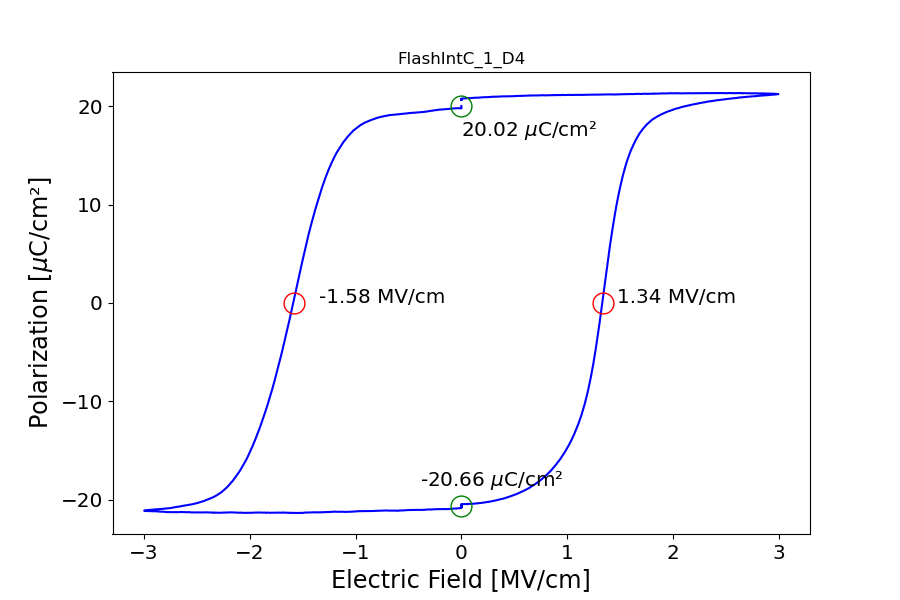 FlashIntC_1_D4
20
10
0
−10
−20
Polarization [μC/cm²]
20.02 μC/cm²
-1.58 MV/cm
1.34 MV/cm
-20.66 μC/cm²
−3 −2 −1 0 1 2 3
Electric Field [MV/cm]